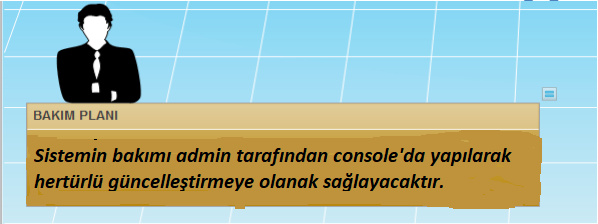 BAKIM PLANI
Sistemin bakımı admin tarafından console'da yapılarak
hertürlü güncelleştirmeye olanak sağlayacaktır.